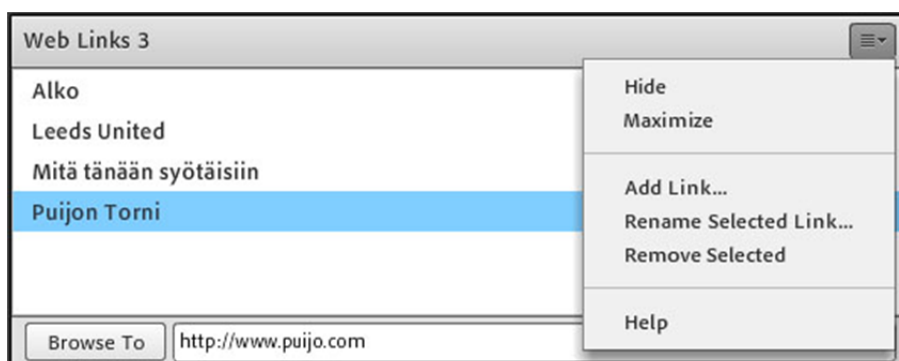 Web Links 3
Alko
Leeds United
Mitä tänään syötäisiin
Puijon Torni
Hide
Maximize
Add Link...
Rename Selected Link...
Remove Selected
Help
Browse To
http://www.puijo.com